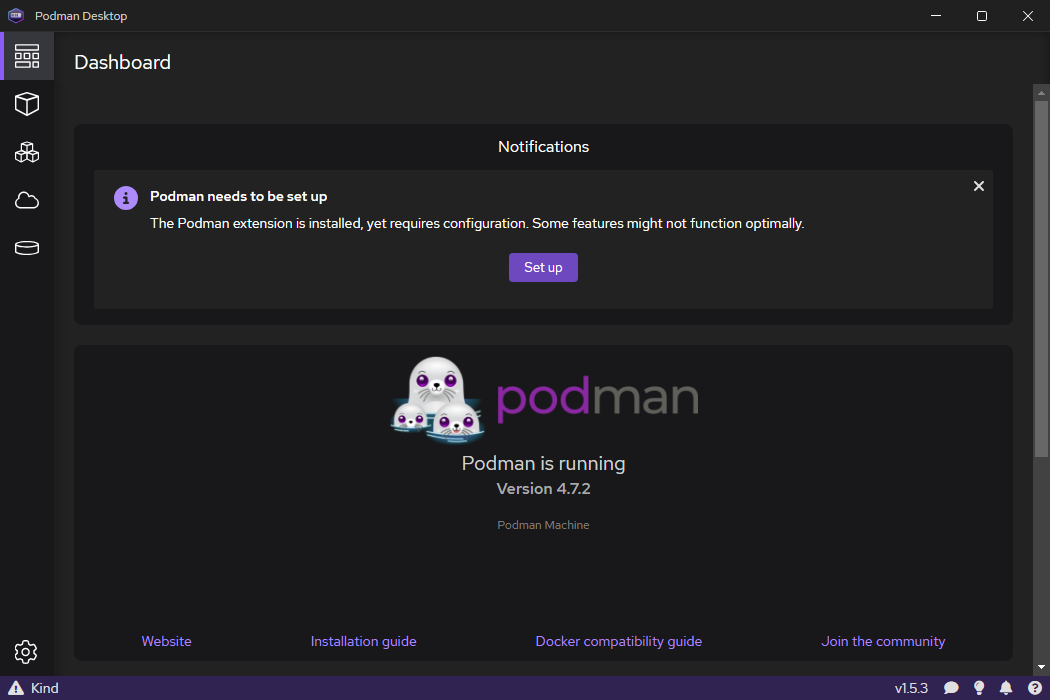 Podman Desktop
Dashboard
Notifications
Podman needs to be set up
The Podman extension is installed, yet requires configuration. Some features might not function optimally.
Set up
podman
Podman is running
Version 4.7.2
Podman Machine
Website
Installation guide
Docker compatibility guide
Join the community
Kind
v1.5.3